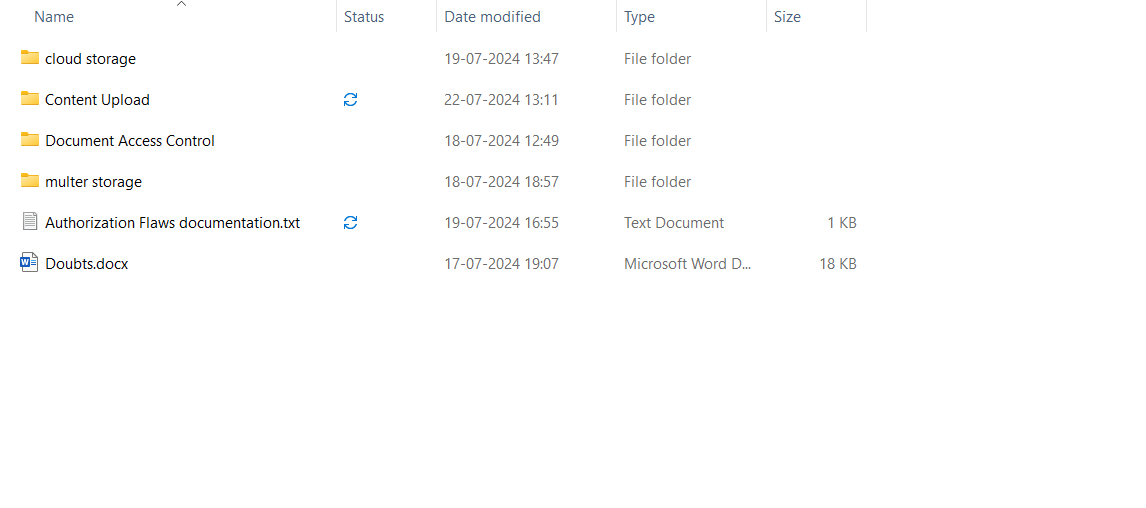 Name Status Date modified Type Size
cloud storage 19-07-2024 13:47 File folder
Content Upload 22-07-2024 13:11 File folder
Document Access Control 18-07-2024 12:49 File folder
multer storage 18-07-2024 18:57 File folder
Authorization Flaws documentation.txt 19-07-2024 16:55 Text Document 1 KB
Doubts.docx 17-07-2024 19:07 Microsoft Word D... 18 KB